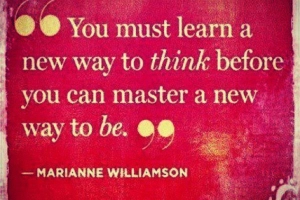 “You must learn a
new way to think before
you can master a new
way to be.”
— MARIANNE WILLIAMSON